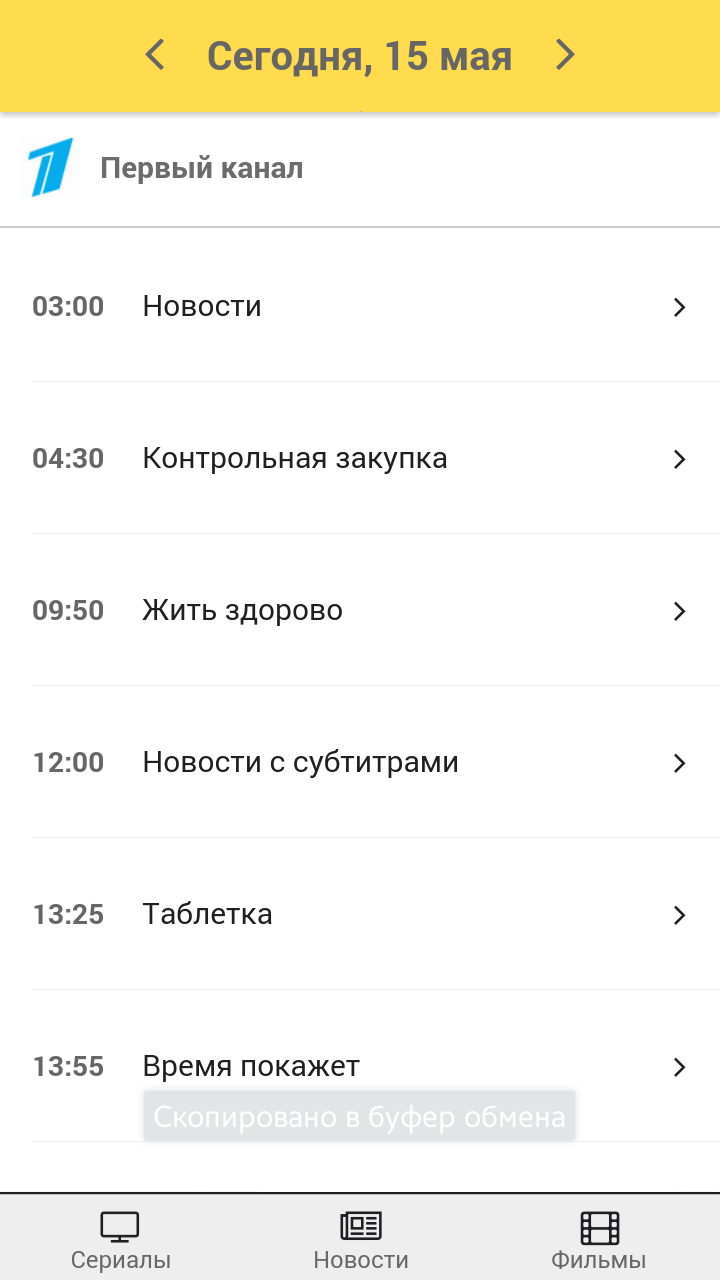 Сегодня, 15 мая
Первый канал
03:00 Новости
04:30 Контрольная закупка
09:50 Жить здорово
12:00 Новости с субтитрами
13:25 Таблетка
13:55 Время покажет
Скопировано в буфер обмена
Сериалы Новости Фильмы